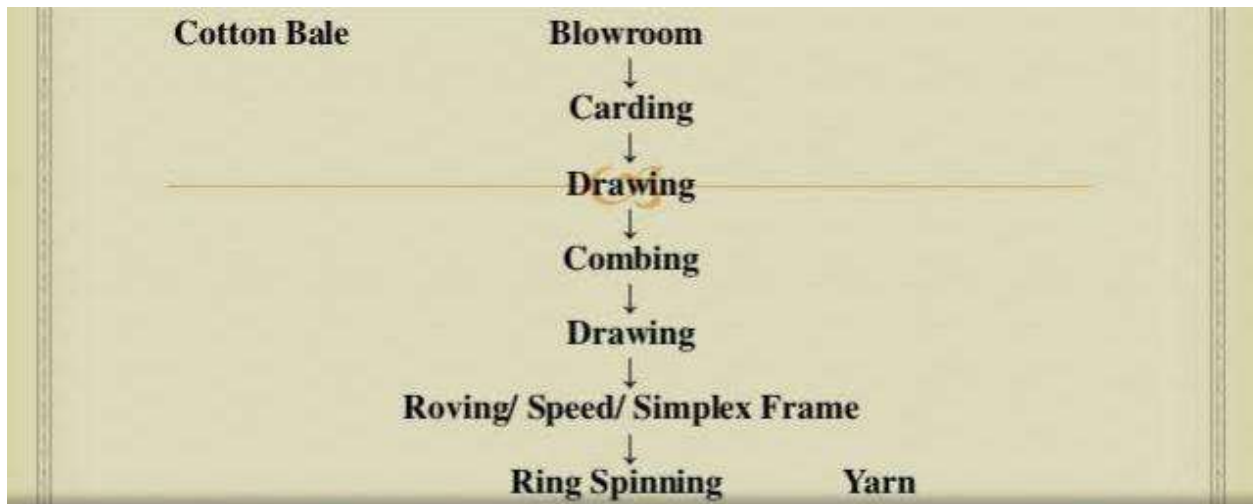 Cotton Bale Blowroom
↓
Carding
↓
Drawing
↓
Combing
↓
Drawing
↓
Roving/ Speed/ Simplex Frame
↓
Ring Spinning Yarn